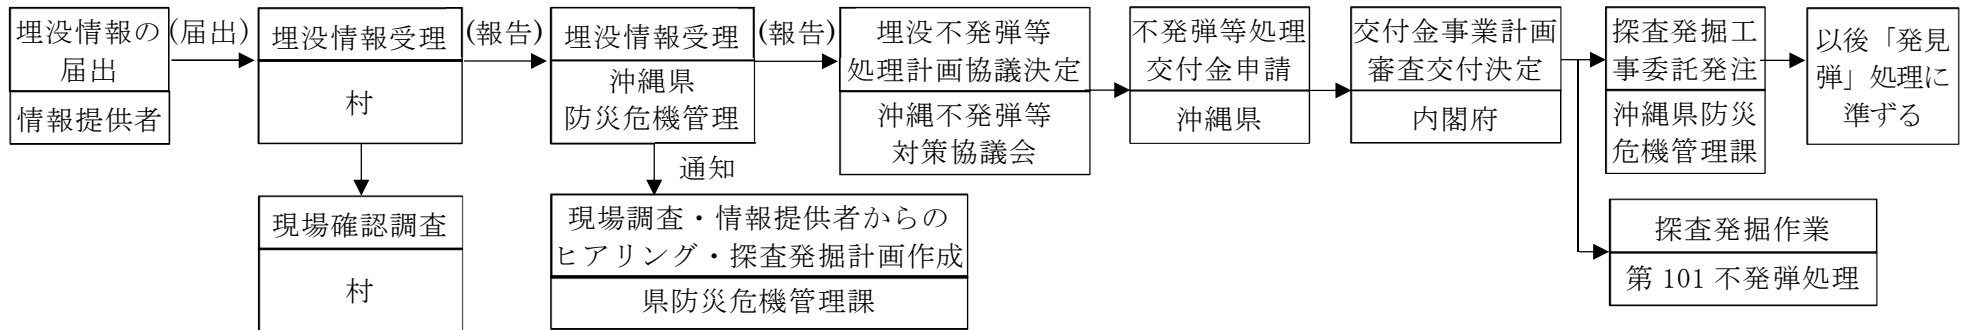 埋没情報の
届出
情報提供者
(届出)
埋没情報受理
村
(報告)
埋没情報受理
沖縄県
防災危機管理
(報告)
埋没不発弾等
処理計画協議決定
沖縄不発弾等
対策協議会
不発弾等処理
交付金申請
沖縄県
交付金事業計画
審査交付決定
内閣府
探査発掘工
事委託発注
沖縄県防災
危機管理課
以後「発見
弾」処理に
準ずる
現場確認調査
村
通知
現場調査・情報提供者からの
ヒアリング・探査発掘計画作成
県防災危機管理課
探査発掘作業
第 101 不発弾処理